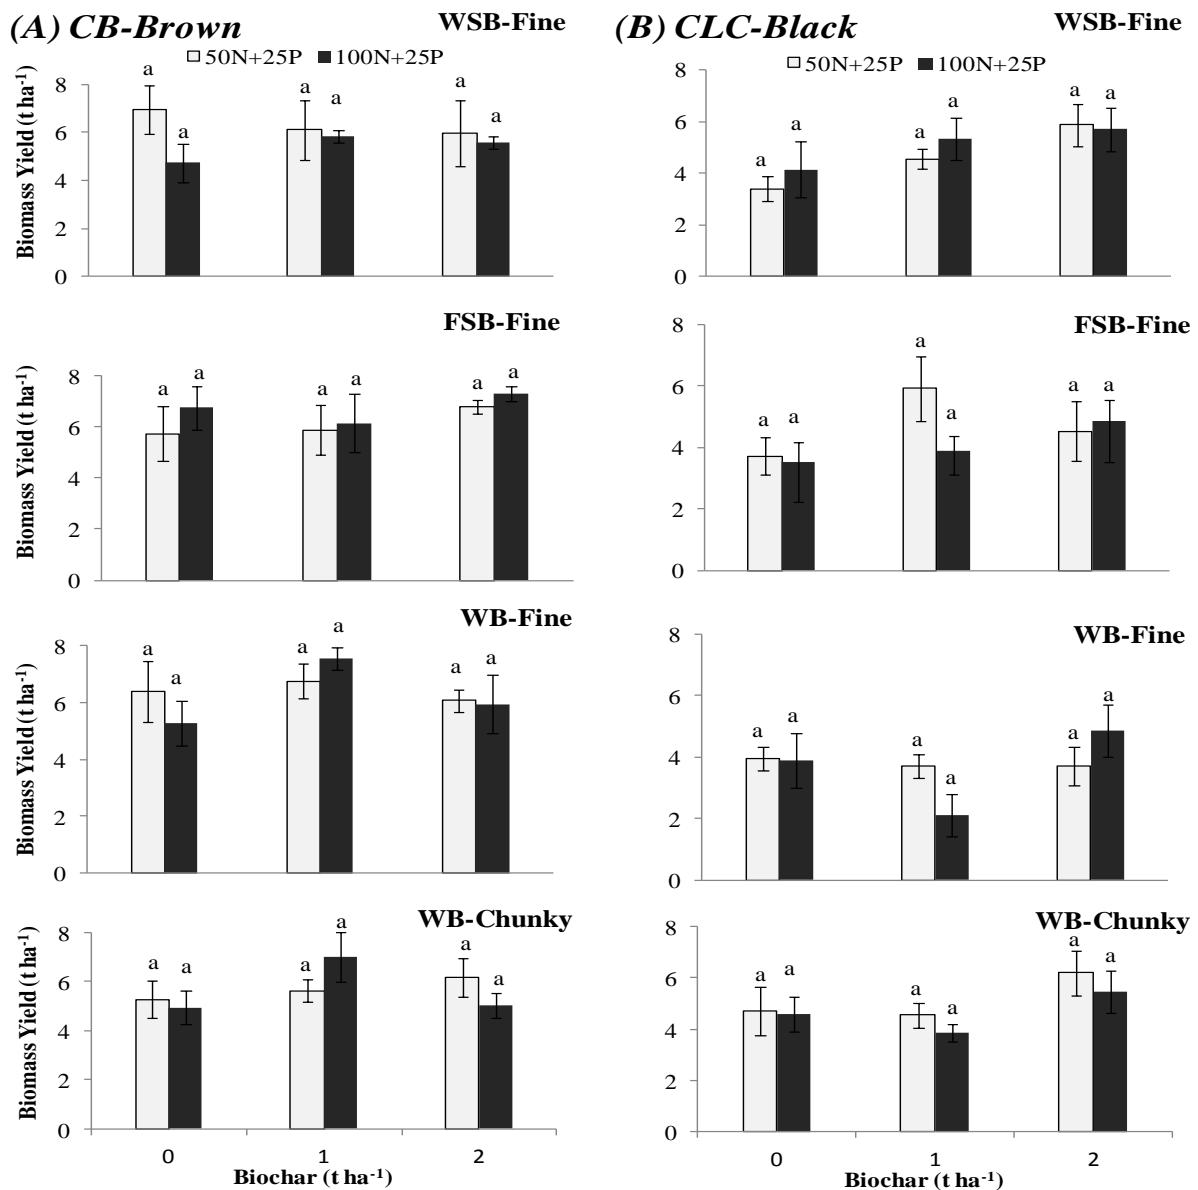 (A) CB-Brown
WSB-Fine
50N+25P 100N+25P
Biomass Yield (t ha-1)
8
6
4
2
0
a a a a a a
FSB-Fine
Biomass Yield (t ha-1)
8
6
4
2
0
a a a a a a
WB-Fine
Biomass Yield (t ha-1)
8
6
4
2
0
a a a a a a
WB-Chunky
Biomass Yield (t ha-1)
8
6
4
2
0
a a a a a a
0 1 2
Biochar (t ha-1)
(B) CLC-Black
WSB-Fine
50N+25P 100N+25P
8
6
4
2
0
a a a a a a
FSB-Fine
8
6
4
2
0
a a a a a a
WB-Fine
8
6
4
2
0
a a a a a a
WB-Chunky
8
6
4
2
0
a a a a a a
0 1 2
Biochar (t ha-1)